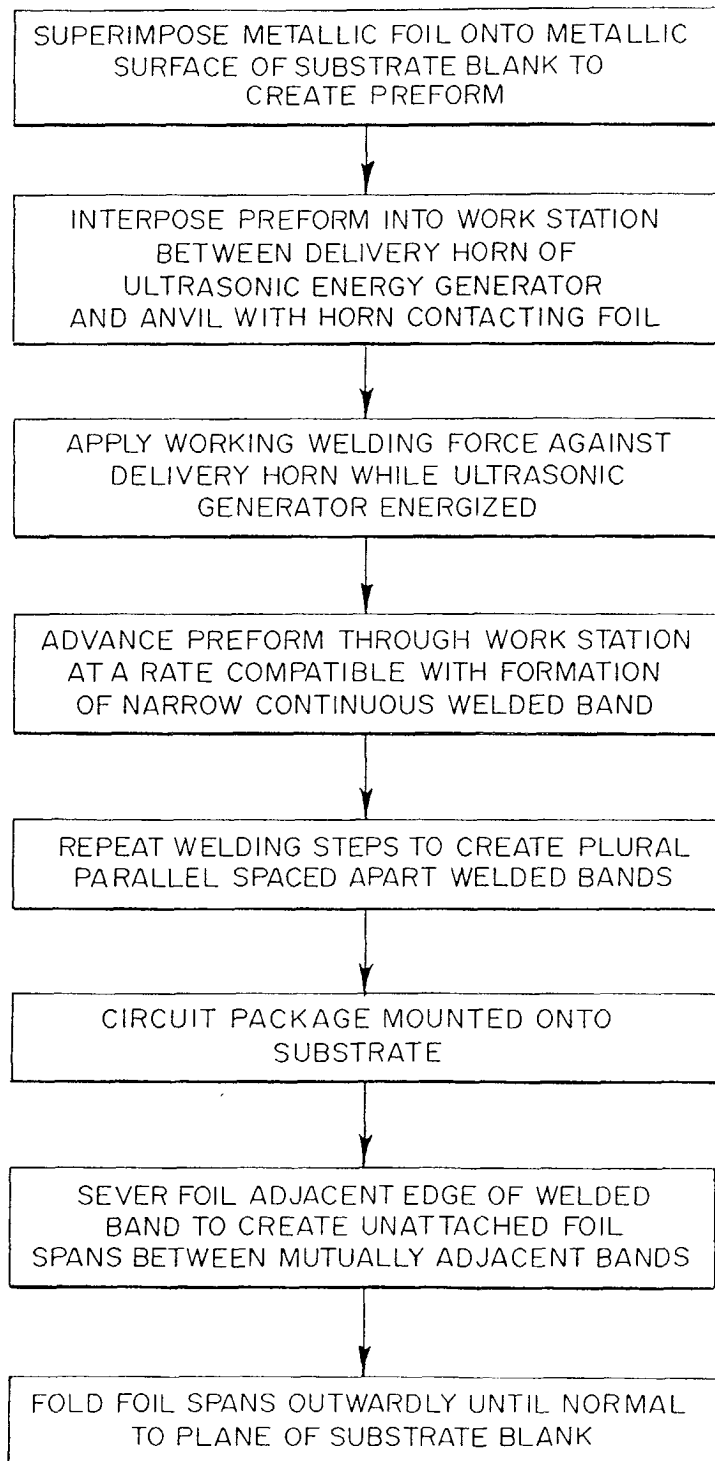 SUPERIMPOSE METALLIC FOIL ONTO METALLIC
SURFACE OF SUBSTRATE BLANK TO
CREATE PREFORM
INTERPOSE PREFORM INTO WORK STATION
BETWEEN DELIVERY HORN OF
ULTRASONIC ENERGY GENERATOR
AND ANVIL WITH HORN CONTACTING FOIL
APPLY WORKING WELDING FORCE AGAINST
DELIVERY HORN WHILE ULTRASONIC
GENERATOR ENERGIZED
ADVANCE PREFORM THROUGH WORK STATION
AT A RATE COMPATIBLE WITH FORMATION
OF NARROW CONTINUOUS WELDED BAND
REPEAT WELDING STEPS TO CREATE PLURAL
PARALLEL SPACED APART WELDED BANDS
CIRCUIT PACKAGE MOUNTED ONTO
SUBSTRATE
SEVER FOIL ADJACENT EDGE OF WELDED
BAND TO CREATE UNATTACHED FOIL
SPANS BETWEEN MUTUALLY ADJACENT BANDS
FOLD FOIL SPANS OUTWARDLY UNTIL NORMAL
TO PLANE OF SUBSTRATE BLANK